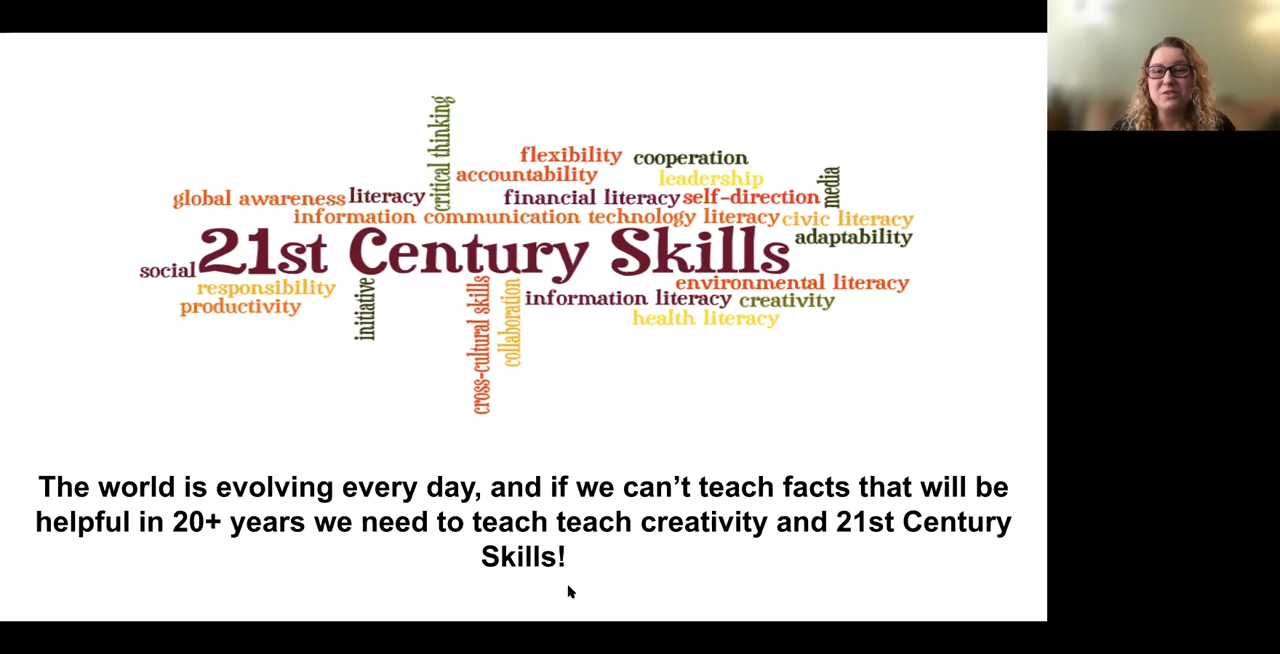 critical thinking
flexibility
cooperation
accountability
leadership
media
global awareness
literacy
financial literacy
self-direction
information communication technology literacy
civic literacy
21st Century Skills
adaptability
social
responsibility
environmental literacy
productivity
initiative
cross-cultural skills
collaboration
information literacy
creativity
health literacy
The world is evolving every day, and if we can’t teach facts that will be
helpful in 20+ years we need to teach teach creativity and 21st Century
Skills!